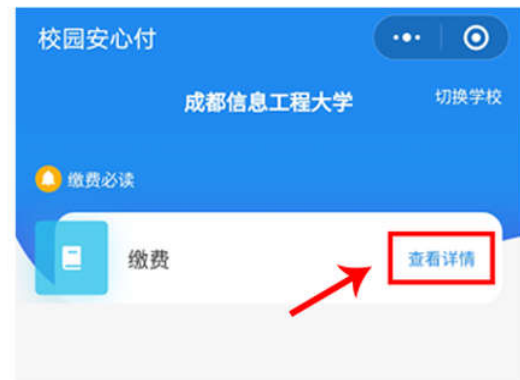 校园安心付
成都信息工程大学
切换学校
缴费必读
缴费
查看详情